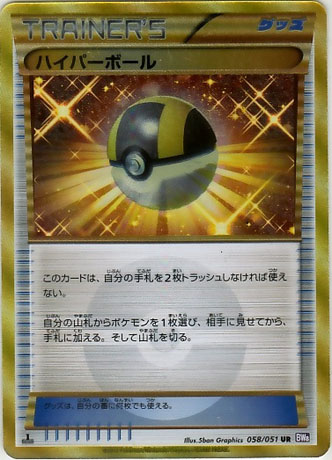 TRAINER'S グッズ
ハイパーボール
このカードは、自分の手札を2枚トラッシュしなければ使え
ない。
自分の山札からポケモンを1枚選び、相手に見せてから、
手札に加える。そして山札を切る。
グッズは、自分の番に何枚でも使える。
Illus.5ban Graphics 058/051 UR BW8